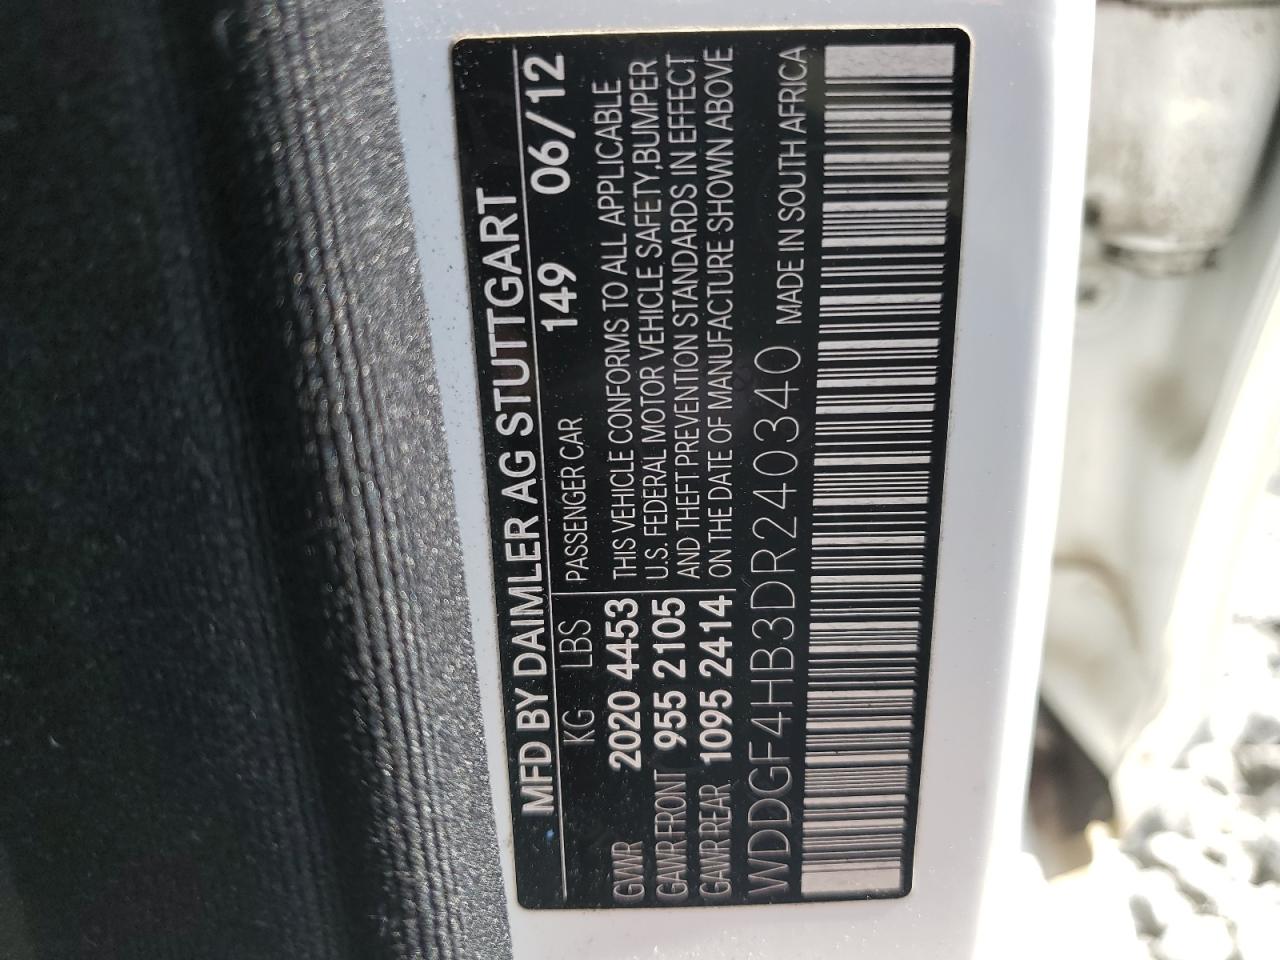 MFD BY DAIMLER AG STUTTGART
KG LBS PASSENGER CAR 149 06/12
GVWR 2020 4453 THIS VEHICLE CONFORMS TO ALL APPLICABLE
GAWR FRONT 955 2105 U.S. FEDERAL MOTOR VEHICLE SAFETY, BUMPER
GAWR REAR 1095 2414 AND THEFT PREVENTION STANDARDS IN EFFECT
ON THE DATE OF MANUFACTURE SHOWN ABOVE
WDDGF4HB3DR240340 MADE IN SOUTH AFRICA